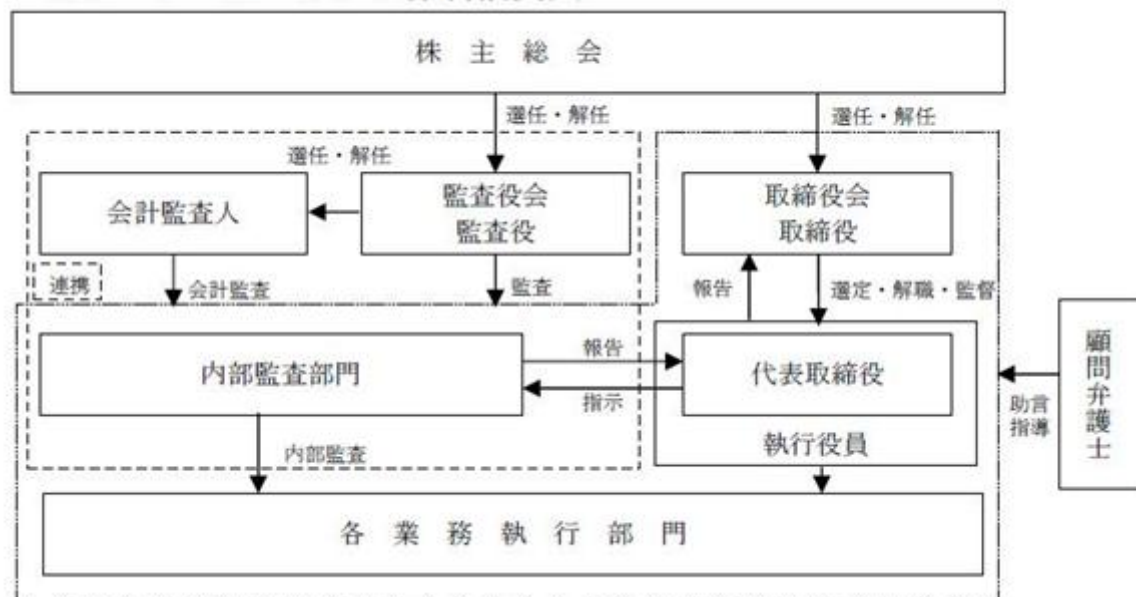 株主総会
選任・解任
選任・解任
選任・解任
会計監査人
監査役会
監査役
取締役会
取締役
連携
会計監査
監査
報告
選定・解職・監督
内部監査部門
報告
指示
代表取締役
執行役員
助言
指導
顧問弁護士
内部監査
各業務執行部門